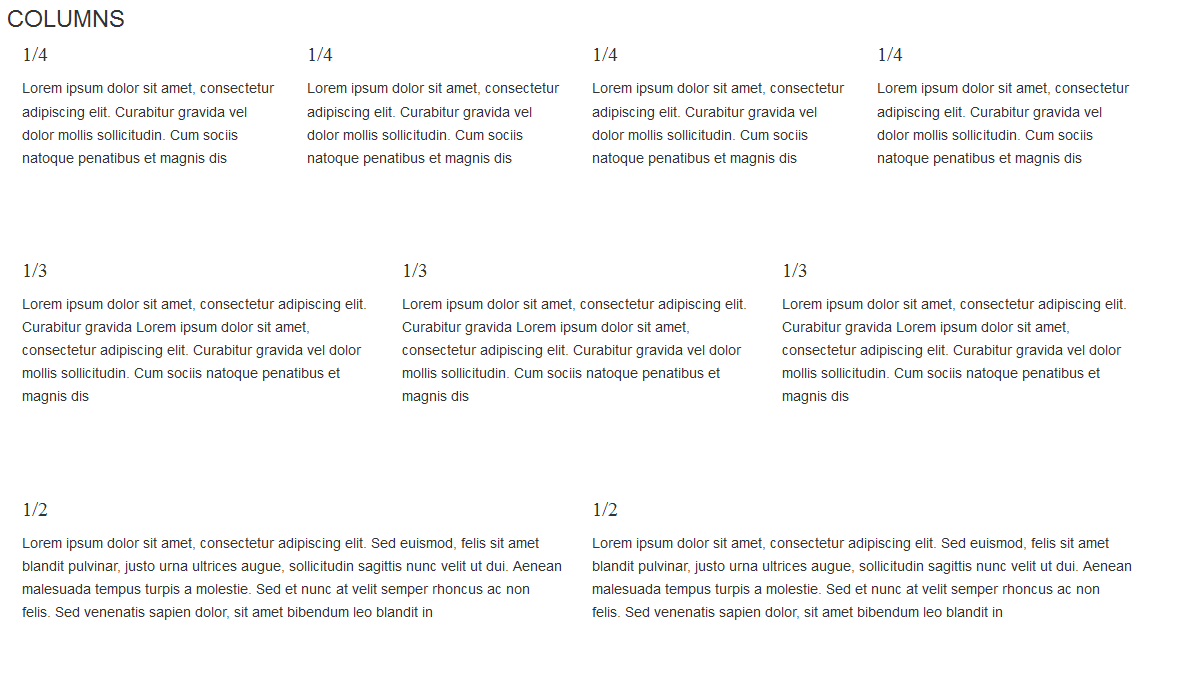 COLUMNS
1/4
Lorem ipsum dolor sit amet, consectetur
adipiscing elit. Curabitur gravida vel
dolor mollis sollicitudin. Cum sociis
natoque penatibus et magnis dis
1/4
Lorem ipsum dolor sit amet, consectetur
adipiscing elit. Curabitur gravida vel
dolor mollis sollicitudin. Cum sociis
natoque penatibus et magnis dis
1/4
Lorem ipsum dolor sit amet, consectetur
adipiscing elit. Curabitur gravida vel
dolor mollis sollicitudin. Cum sociis
natoque penatibus et magnis dis
1/4
Lorem ipsum dolor sit amet, consectetur
adipiscing elit. Curabitur gravida vel
dolor mollis sollicitudin. Cum sociis
natoque penatibus et magnis dis
1/3
Lorem ipsum dolor sit amet, consectetur adipiscing elit.
Curabitur gravida Lorem ipsum dolor sit amet,
consectetur adipiscing elit. Curabitur gravida vel dolor
mollis sollicitudin. Cum sociis natoque penatibus et
magnis dis
1/3
Lorem ipsum dolor sit amet, consectetur adipiscing elit.
Curabitur gravida Lorem ipsum dolor sit amet,
consectetur adipiscing elit. Curabitur gravida vel dolor
mollis sollicitudin. Cum sociis natoque penatibus et
magnis dis
1/3
Lorem ipsum dolor sit amet, consectetur adipiscing elit.
Curabitur gravida Lorem ipsum dolor sit amet,
consectetur adipiscing elit. Curabitur gravida vel dolor
mollis sollicitudin. Cum sociis natoque penatibus et
magnis dis
1/2
Lorem ipsum dolor sit amet, consectetur adipiscing elit. Sed euismod, felis sit amet
blandit pulvinar, justo urna ultrices augue, sollicitudin sagittis nunc velit ut dui. Aenean
malesuada tempus turpis a molestie. Sed et nunc at velit semper rhoncus ac non
felis. Sed venenatis sapien dolor, sit amet bibendum leo blandit in
1/2
Lorem ipsum dolor sit amet, consectetur adipiscing elit. Sed euismod, felis sit amet
blandit pulvinar, justo urna ultrices augue, sollicitudin sagittis nunc velit ut dui. Aenean
malesuada tempus turpis a molestie. Sed et nunc at velit semper rhoncus ac non
felis. Sed venenatis sapien dolor, sit amet bibendum leo blandit in